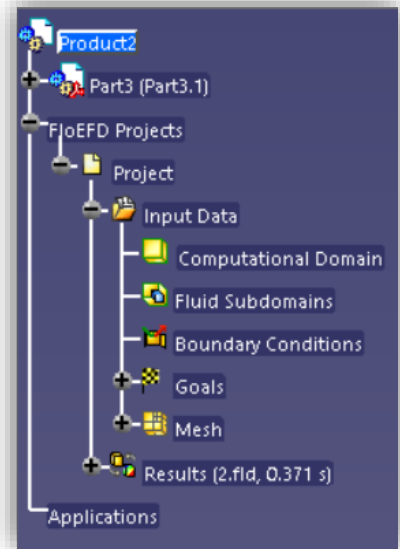 Product2
Part3 (Part3.1)
FloEFD Projects
Project
Input Data
Computational Domain
Fluid Subdomains
Boundary Conditions
Goals
Mesh
Results (2.fld, 0.371 s)
Applications